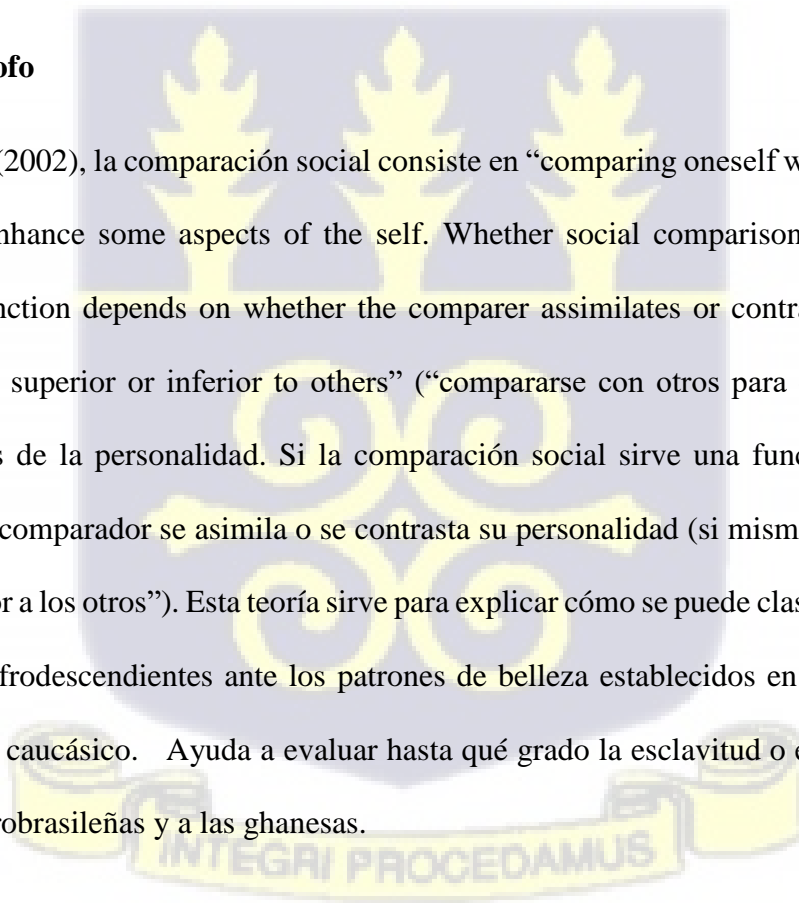 ofo
(2002), la comparación social consiste en “comparing oneself w
nhance some aspects of the self. Whether social comparison
nction depends on whether the comparer assimilates or contra
superior or inferior to others” (“compararse con otros para
s de la personalidad. Si la comparación social sirve una func
comparador se asimila o se contrasta su personalidad (si mism
or a los otros”). Esta teoría sirve para explicar cómo se puede clas
frodescendientes ante los patrones de belleza establecidos en
caucásico. Ayuda a evaluar hasta qué grado la esclavitud o e
robrasileñas y a las ghanesas.
INTEGRI PROCEDAMUS